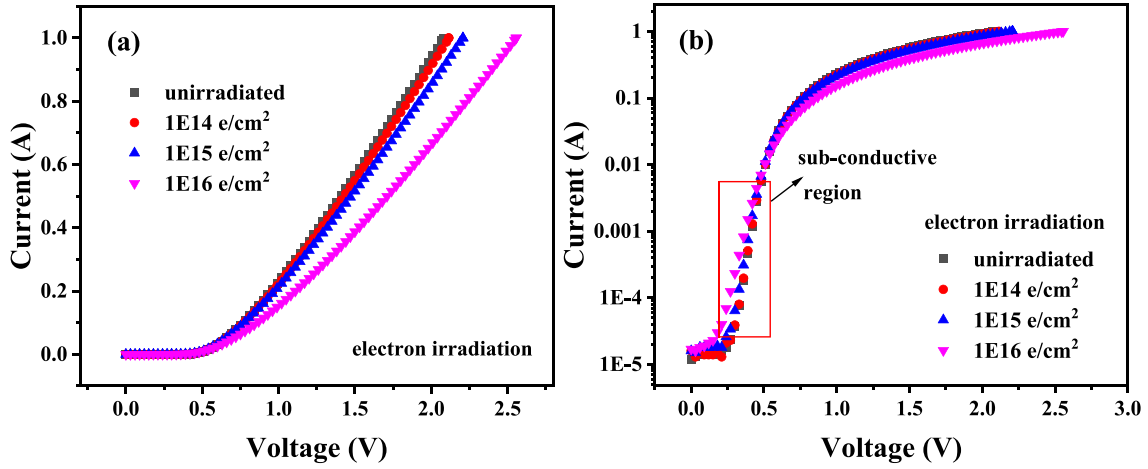 (a)
unirradiated
1E14 e/cm²
1E15 e/cm²
1E16 e/cm²
electron irradiation
1.0
0.8
0.6
0.4
0.2
0.0
Current (A)
0.0
0.5
1.0
1.5
2.0
2.5
Voltage (V)
(b)
sub-conductive
region
electron irradiation
unirradiated
1E14 e/cm²
1E15 e/cm²
1E16 e/cm²
1
0.1
0.01
0.001
1E-4
1E-5
Current (A)
0.0
0.5
1.0
1.5
2.0
2.5
3.0
Voltage (V)